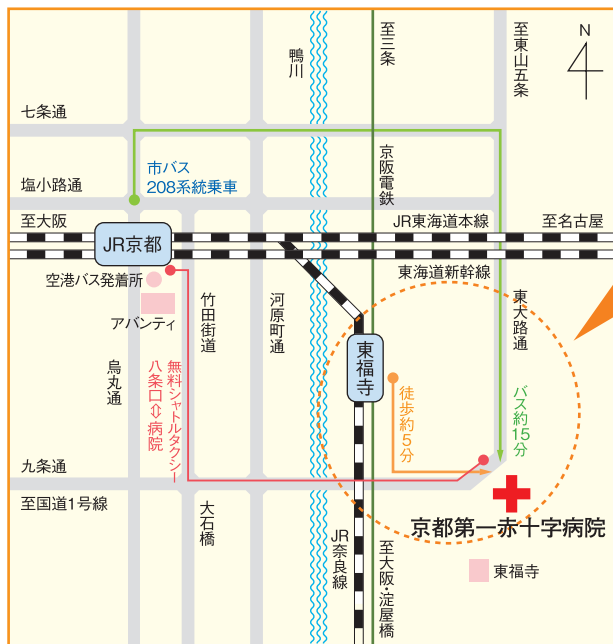 N
至三条
至東山五条
鴨川
七条通
市バス
208系統乗車
京阪電鉄
塩小路通
至大阪
JR京都
JR東海道本線
至名古屋
東海道新幹線
空港バス発着所
アバンティ
竹田街道
河原町通
東大路通
烏丸通
八条口⇔病院
無料シャトルタクシー
東福寺
徒歩約5分
バス約15分
九条通
至国道1号線
大石橋
京都第一赤十字病院
JR奈良線
至大阪・淀屋橋
東福寺